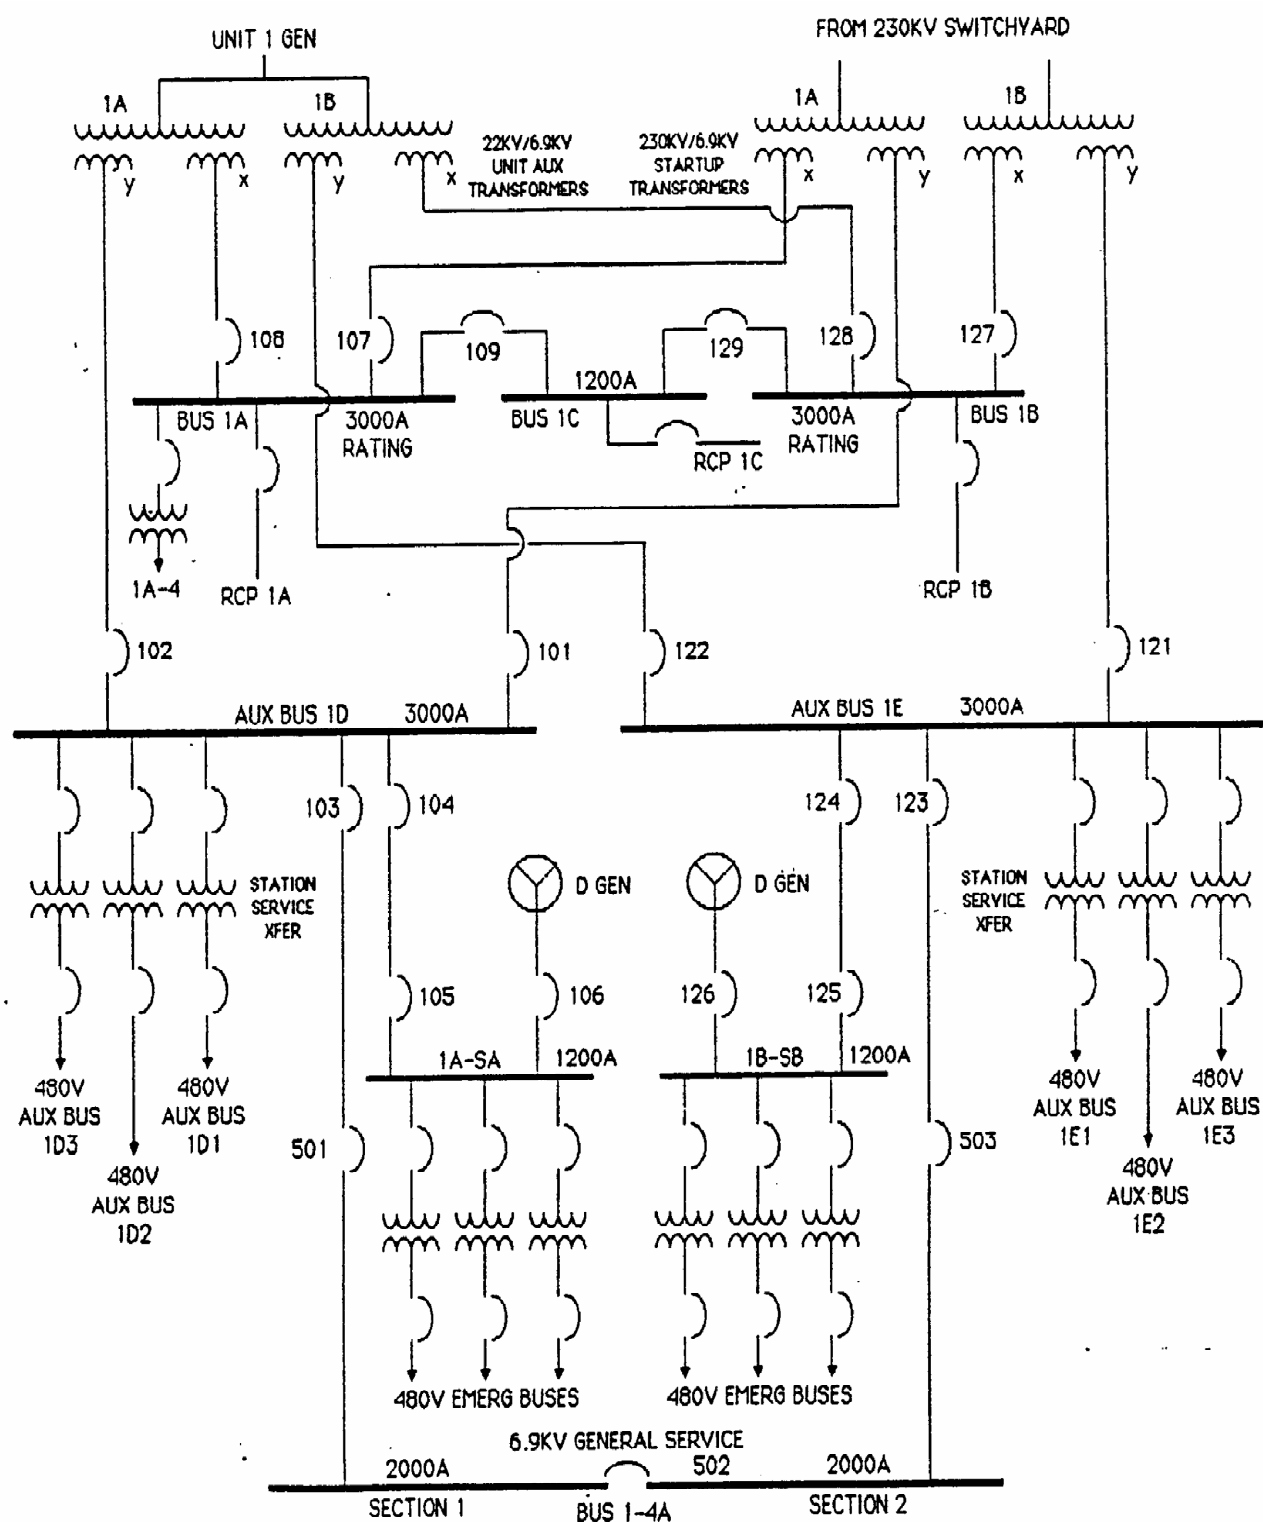 UNIT 1 GEN
FROM 230KV SWITCHYARD
1A
1B
1A
1B
22KV/6.9KV
UNIT AUX
TRANSFORMERS
230KV/6.9KV
STARTUP
TRANSFORMERS
y
x
y
x
x
y
x
y
108
107
109
129
128
127
1200A
BUS 1A
3000A
RATING
BUS 1C
3000A
RATING
BUS 1B
RCP 1C
1A-4
RCP 1A
RCP 1B
102
101
122
121
AUX BUS 1D
3000A
AUX BUS 1E
3000A
103
104
124
123
STATION
SERVICE
XFER
D GEN
D GEN
STATION
SERVICE
XFER
105
106
126
125
1A-SA
1200A
1B-SB
1200A
480V
AUX BUS
1D3
480V
AUX BUS
1D1
480V
AUX BUS
1D2
480V
AUX BUS
1E1
480V
AUX BUS
1E3
480V
AUX BUS
1E2
501
503
480V EMERG BUSES
480V EMERG BUSES
6.9KV GENERAL SERVICE
2000A
502
2000A
SECTION 1
BUS 1-4A
SECTION 2